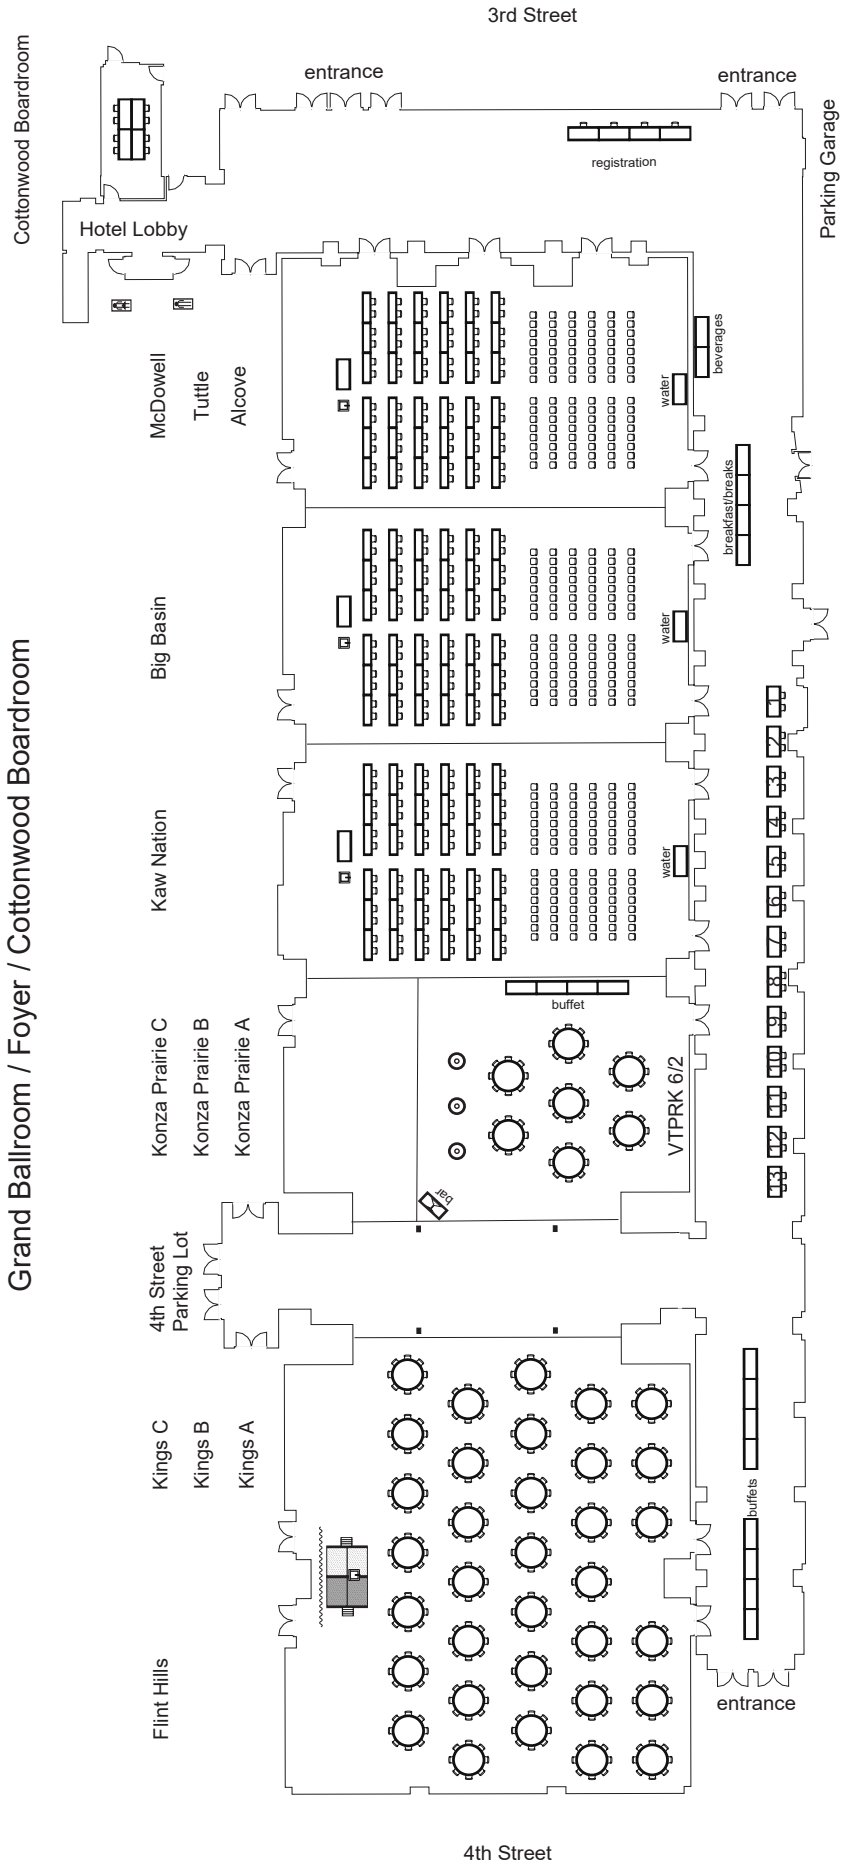 3rd Street
entrance
entrance
Cottonwood Boardroom
Parking Garage
registration
Hotel Lobby
McDowell
Tuttle
Alcove
water
beverages
breakfast/breaks
Big Basin
water
Grand Ballroom / Foyer / Cottonwood Boardroom
Kaw Nation
water
1
2
3
4
5
6
7
8
9
10
11
12
13
buffet
Konza Prairie C
Konza Prairie B
Konza Prairie A
VTPRK 6/2
bar
4th Street
Parking Lot
Kings C
Kings B
Kings A
buffets
Flint Hills
entrance
4th Street